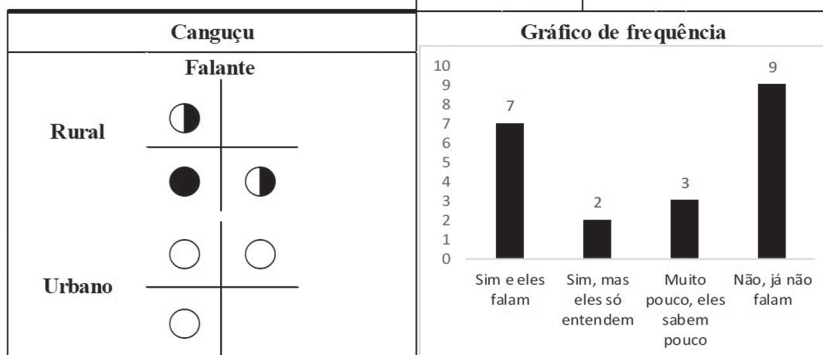 Canguçu
Falante
Rural
Urbano
Gráfico de frequência
10
9
8
7
6
5
4
3
2
1
0
7
2
3
9
Sim e eles
falam
Sim, mas
eles só
entendem
Muito
pouco, eles
sabem
pouco
Não, já não
falam